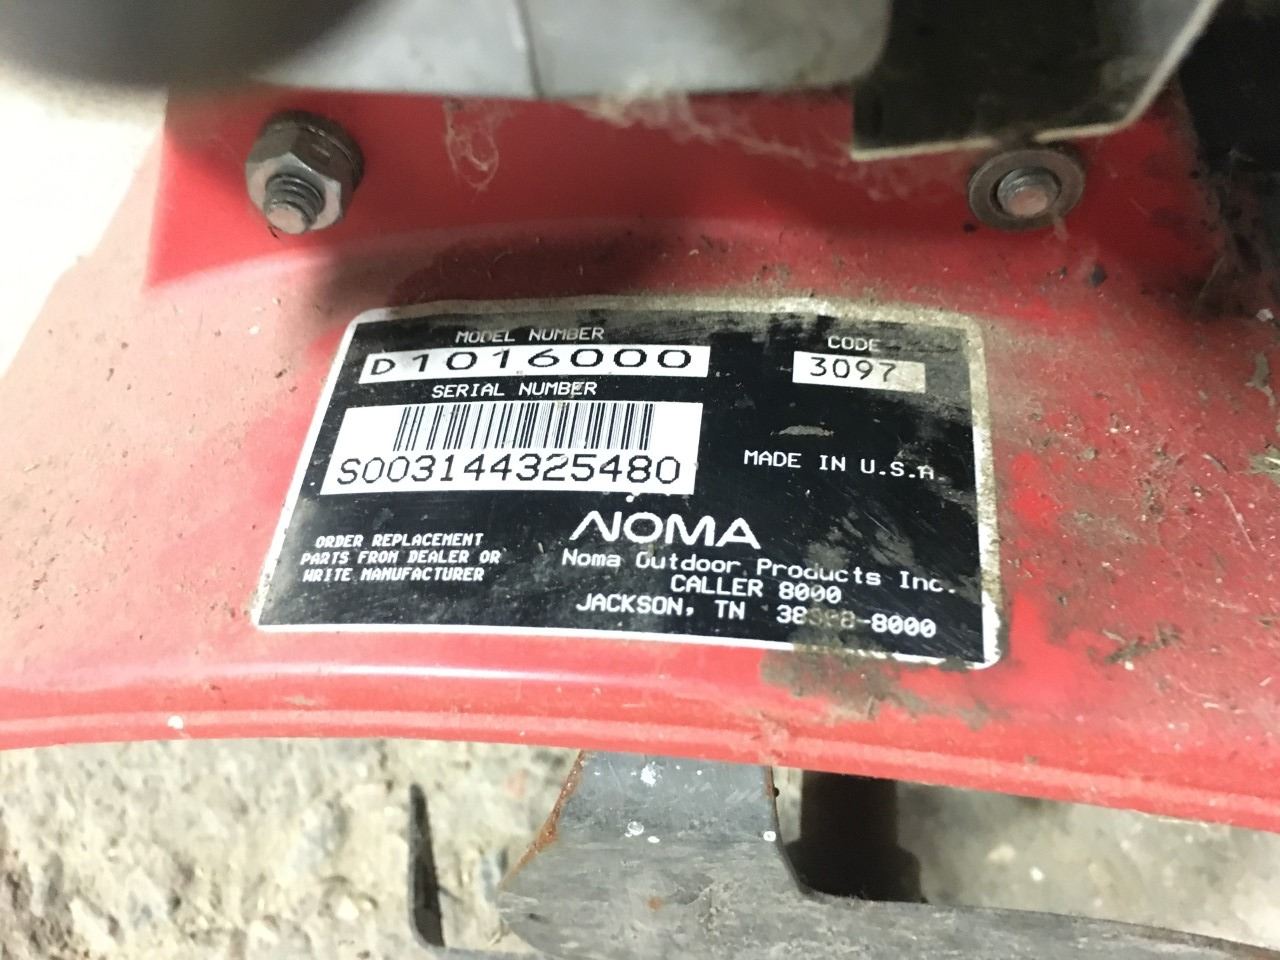 MODEL NUMBER
D1016000
CODE
3097
SERIAL NUMBER
S003144325480
MADE IN U.S.A.
ORDER REPLACEMENT
PARTS FROM DEALER OR
WRITE MANUFACTURER
NOMA
Noma Outdoor Products Inc.
CALLER 8000
JACKSON, TN